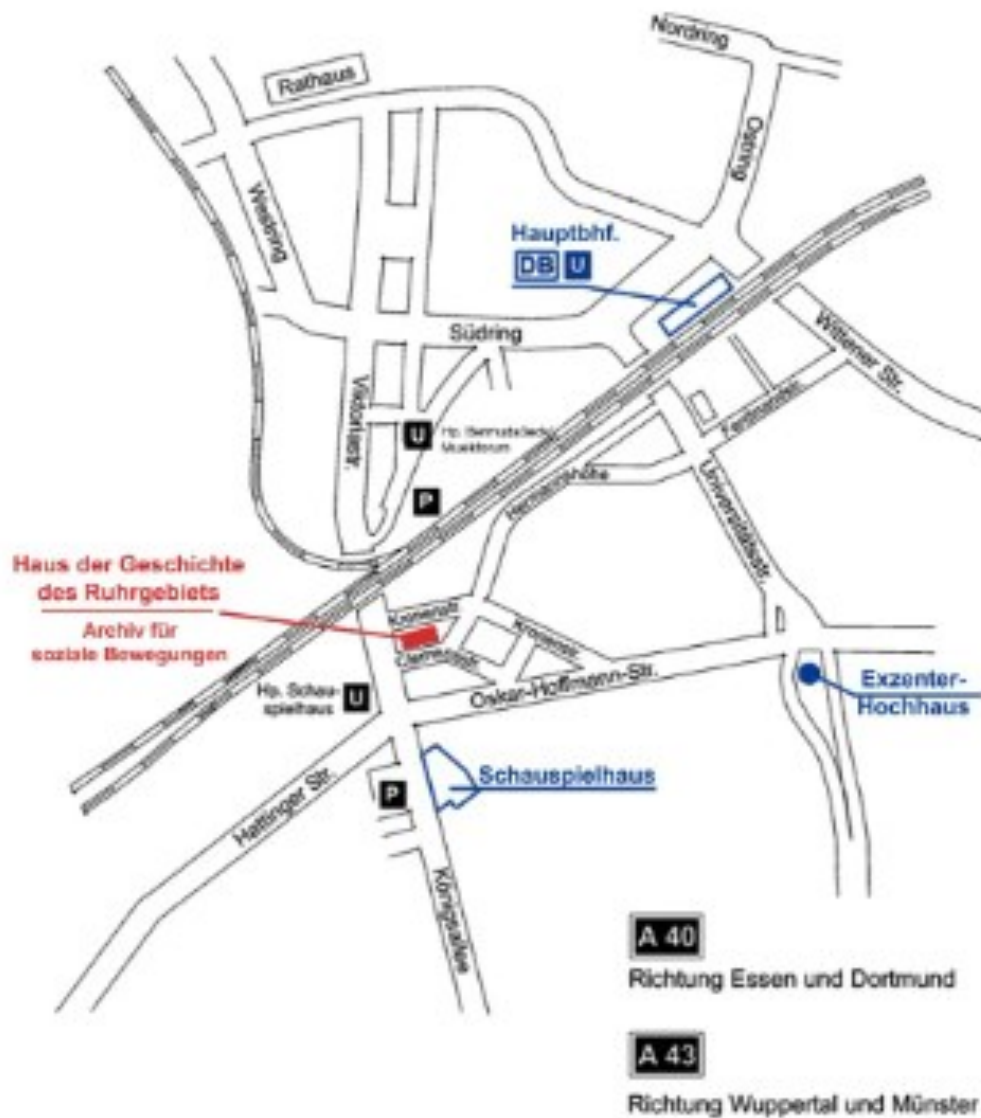 Nordring
Rathaus
Ostring
Westring
Hauptbhf.
DB U
Südring
Wittener Str.
Viktoriastr.
U
P
Hermannshöhe
Universitätsstr.
Haus der Geschichte
des Ruhrgebiets
Archiv für
soziale Bewegungen
Kronenstr.
Kronenstr.
Clemensstr.
Hp. Schau-
spielhaus
U
Oskar-Hoffmann-Str.
Exzenter-
Hochhaus
Schauspielhaus
P
Hattinger Str.
Königsallee
A 40
Richtung Essen und Dortmund
A 43
Richtung Wuppertal und Münster